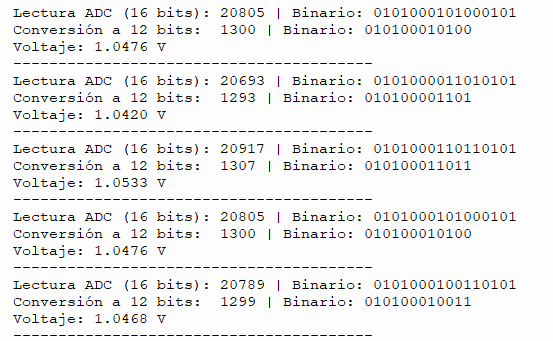 Lectura ADC (16 bits): 20805 | Binario: 0101000101000101
Conversión a 12 bits:  1300 | Binario: 010100010100
Voltaje: 1.0476 V
----------------------------------------
Lectura ADC (16 bits): 20693 | Binario: 0101000011010101
Conversión a 12 bits:  1293 | Binario: 010100001101
Voltaje: 1.0420 V
----------------------------------------
Lectura ADC (16 bits): 20917 | Binario: 0101000110110101
Conversión a 12 bits:  1307 | Binario: 010100011011
Voltaje: 1.0533 V
----------------------------------------
Lectura ADC (16 bits): 20805 | Binario: 0101000101000101
Conversión a 12 bits:  1300 | Binario: 010100010100
Voltaje: 1.0476 V
----------------------------------------
Lectura ADC (16 bits): 20789 | Binario: 0101000100110101
Conversión a 12 bits:  1299 | Binario: 010100010011
Voltaje: 1.0468 V
----------------------------------------